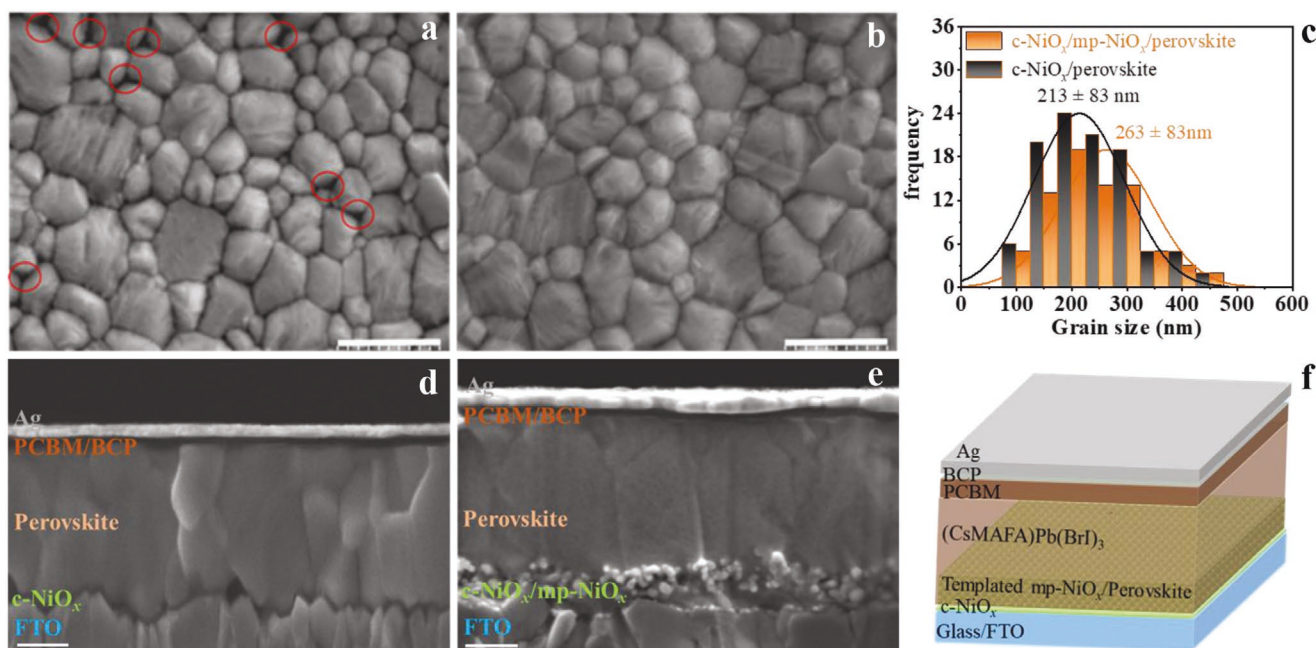 a
b
c
36
30
24
18
12
6
0
frequency
c-NiOₓ/mp-NiOₓ/perovskite
c-NiOₓ/perovskite
213 ± 83 nm
263 ± 83nm
0 100 200 300 400 500 600
Grain size (nm)
d
Ag
PCBM/BCP
Perovskite
c-NiOₓ
FTO
e
Ag
PCBM/BCP
Perovskite
c-NiOₓ/mp-NiOₓ
f
Ag
BCP
PCBM
(CsMAFA)Pb(BrI)₃
Templated mp-NiOₓ/Perovskite
c-NiOₓ
Glass/FTO
FTO